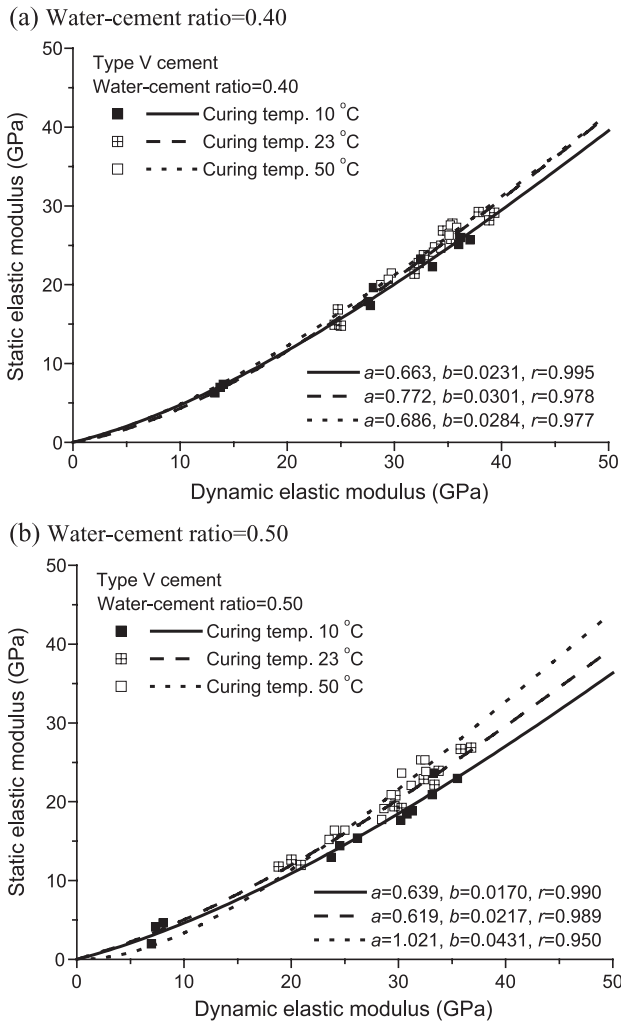 (a) Water-cement ratio=0.40
50
Type V cement
Water-cement ratio=0.40
Curing temp. 10 °C
40
Curing temp. 23 °C
Curing temp. 50 °C
30
20
10
a=0.663, b=0.0231, r=0.995
a=0.772, b=0.0301, r=0.978
a=0.686, b=0.0284, r=0.977
0
0 10 20 30 40 50
Static elastic modulus (GPa)
Dynamic elastic modulus (GPa)
(b) Water-cement ratio=0.50
50
Type V cement
Water-cement ratio=0.50
Curing temp. 10 °C
40
Curing temp. 23 °C
Curing temp. 50 °C
30
20
10
a=0.639, b=0.0170, r=0.990
a=0.619, b=0.0217, r=0.989
a=1.021, b=0.0431, r=0.950
0
0 10 20 30 40 50
Static elastic modulus (GPa)
Dynamic elastic modulus (GPa)